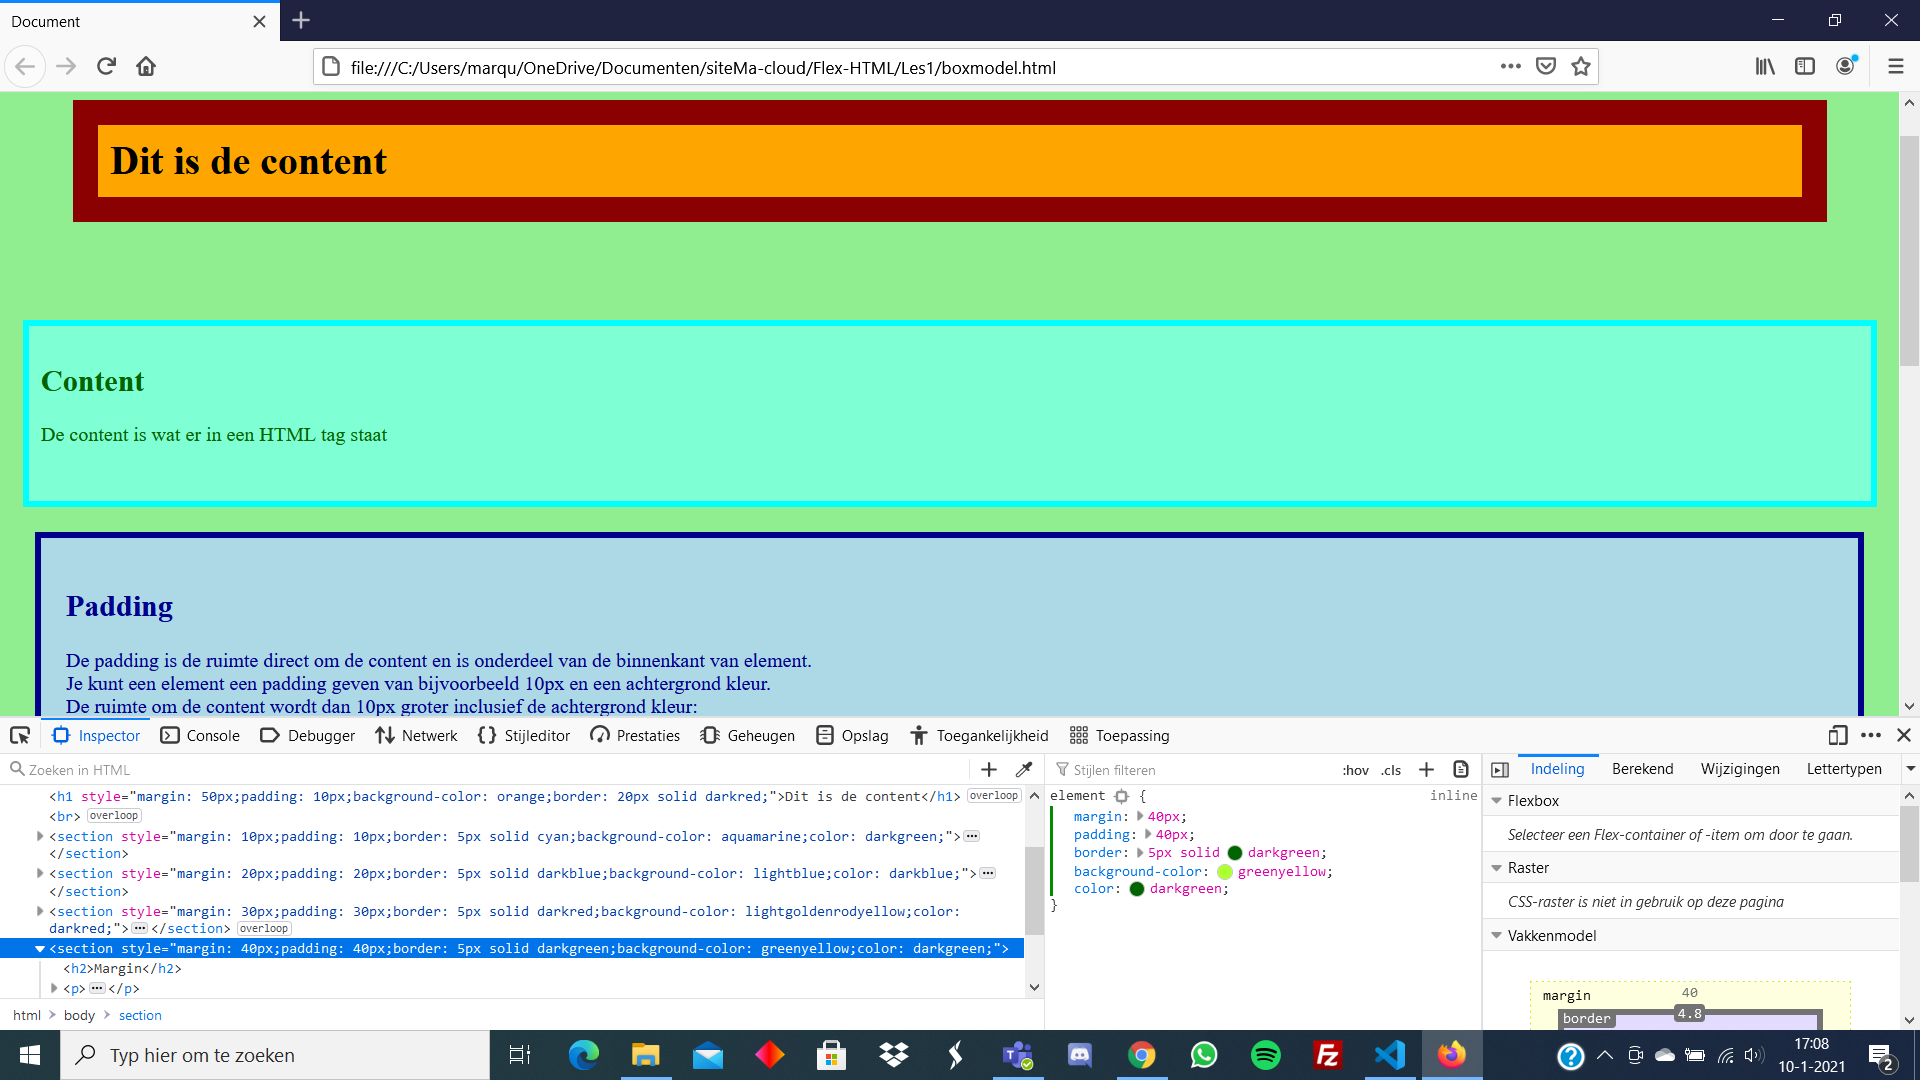 Document
file:///C:/Users/marqu/OneDrive/Documenten/siteMa-cloud/Flex-HTML/Les1/boxmodel.html
Dit is de content
Content
De content is wat er in een HTML tag staat
Padding
De padding is de ruimte direct om de content en is onderdeel van de binnenkant van element.
Je kunt een element een padding geven van bijvoorbeeld 10px en een achtergrond kleur.
De ruimte om de content wordt dan 10px groter inclusief de achtergrond kleur:
Inspector Console Debugger Netwerk Stijleditor Prestaties Geheugen Opslag Toegankelijkheid Toepassing
Zoeken in HTML
<h1 style="margin: 50px;padding: 10px;background-color: orange;border: 20px solid darkred;">Dit is de content</h1> overloop
<br> overloop
<section style="margin: 10px;padding: 10px;border: 5px solid cyan;background-color: aquamarine;color: darkgreen;">
</section>
<section style="margin: 20px;padding: 20px;border: 5px solid darkblue;background-color: lightblue;color: darkblue;">
</section>
<section style="margin: 30px;padding: 30px;border: 5px solid darkred;background-color: lightgoldenrodyellow;color:
darkred;"></section> overloop
<section style="margin: 40px;padding: 40px;border: 5px solid darkgreen;background-color: greenyellow;color: darkgreen;">
<h2>Margin</h2>
<p></p>
html > body > section
Stijlen filteren :hov .cls
element { inline
margin: 40px;
padding: 40px;
border: 5px solid darkgreen;
background-color: greenyellow;
color: darkgreen;
}
Indeling Berekend Wijzigingen Lettertypen
Flexbox
Selecteer een Flex-container of -item om door te gaan.
Raster
CSS-raster is niet in gebruik op deze pagina
Vakkenmodel
margin 40
border 4.8
Typ hier om te zoeken
17:08
10-1-2021
2